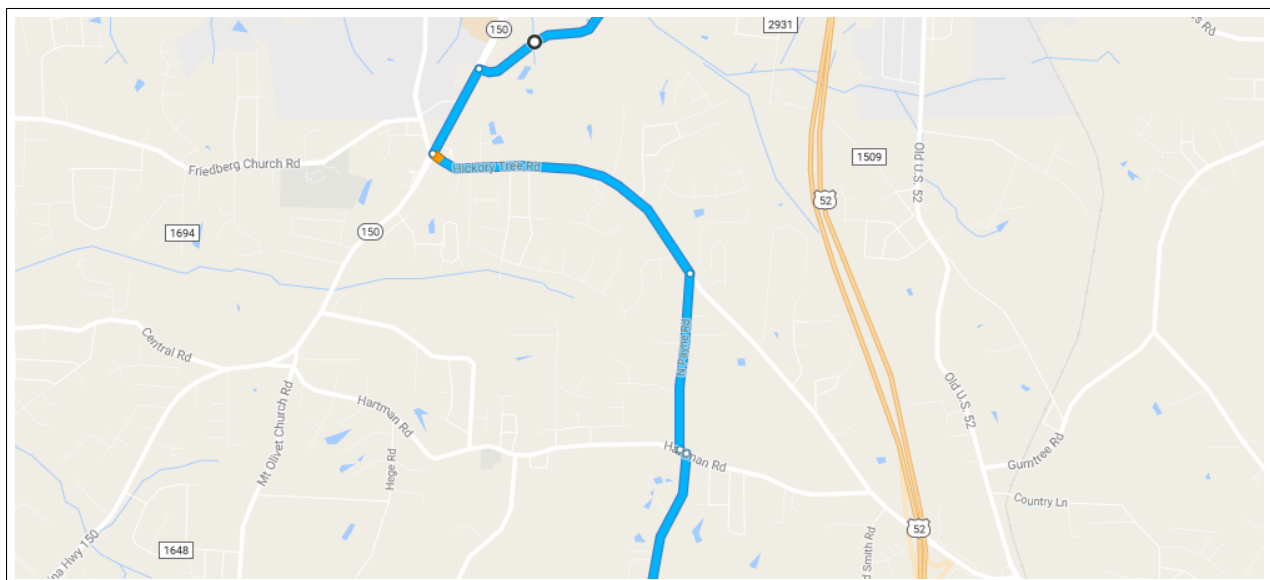 150
2931
Rd
1509
Old U.S. 52
Friedberg Church Rd
Hickory Tree Rd
52
1694
150
N Payne Rd
Central Rd
Old U.S. 52
Mt Olivet Church Rd
Hartman Rd
Hege Rd
Hartman Rd
Gumtree Rd
Country Ln
52
1648
Hwy 150
Smith Rd